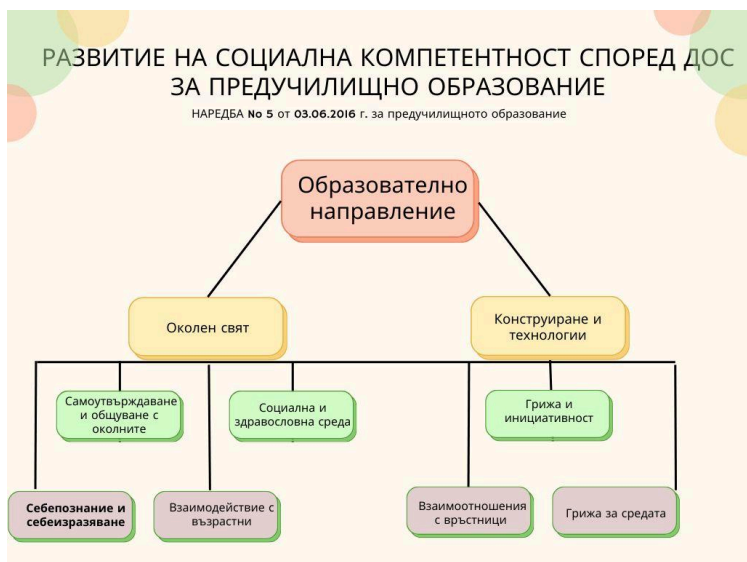 РАЗВИТИЕ НА СОЦИАЛНА КОМПЕТЕНТНОСТ СПОРЕД ДОС
ЗА ПРЕДУЧИЛИЩНО ОБРАЗОВАНИЕ
НАРЕДБА No 5 от 03.06.2016 г. за предучилищното образование
Образователно
направление
Околен свят
Конструиране и
технологии
Самоутвърждаване
и общуване с
околните
Социална и
здравословна среда
Грижа и
инициативност
Себепознание и
себеизразяване
Взаимодействие с
възрастни
Взаимоотношения
с връстници
Грижа за средата